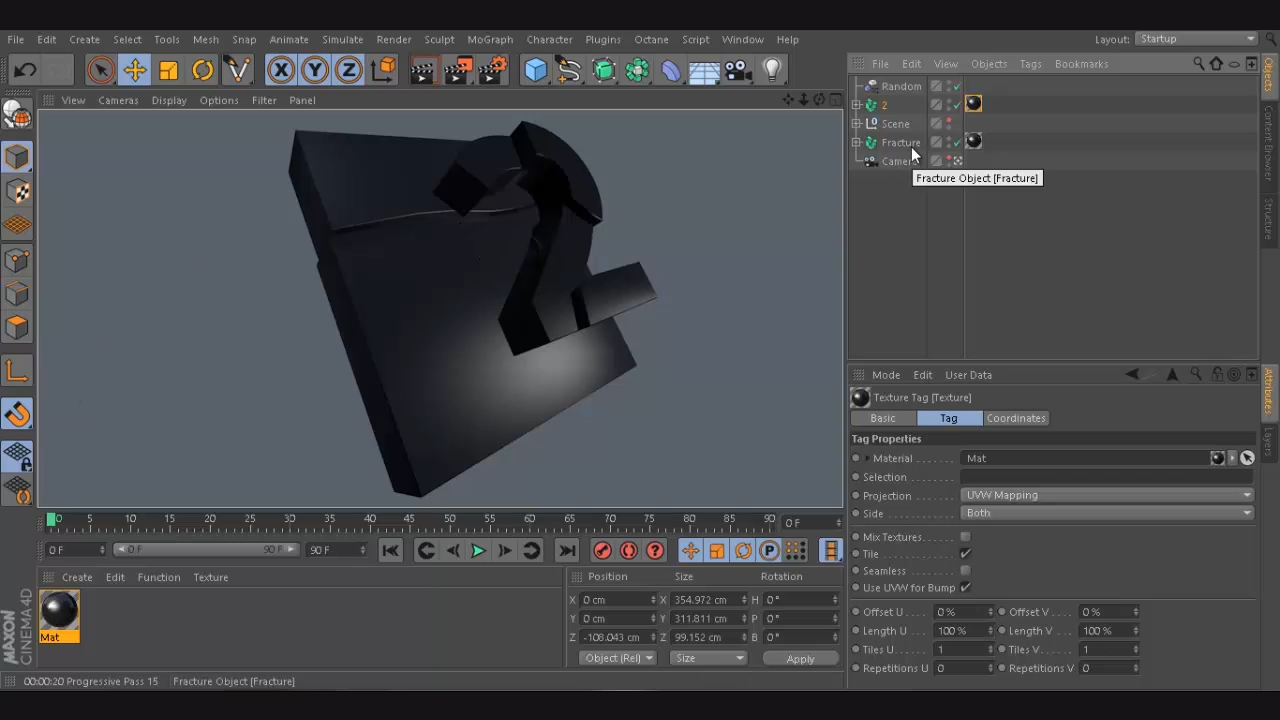 File Edit Create Select Tools Mesh Snap Animate Simulate Render Sculpt MoGraph Character Plugins Octane Script Window Help
Layout: Startup
File Edit View Objects Tags Bookmarks
View Cameras Display Options Filter Panel
Random
2
Scene
Fracture
Camera
Fracture Object [Fracture]
Objects
Content Browser
Structure
Mode Edit User Data
Texture Tag [Texture]
Basic Tag Coordinates
Tag Properties
Material Mat
Selection
Projection UVW Mapping
Side Both
Mix Textures
Tile
Seamless
Use UVW for Bump
Offset U 0 % Offset V 0 %
Length U 100 % Length V 100 %
Tiles U 1 Tiles V 1
Repetitions U 0 Repetitions V 0
Attributes
Layers
0 5 10 15 20 25 30 35 40 45 50 55 60 65 70 75 80 85 90 0 F
0 F 0 F 90 F 90 F
Create Edit Function Texture
Mat
Position Size Rotation
X 0 cm X 354.972 cm H 0 °
Y 0 cm Y 311.811 cm P 0 °
Z -108.043 cm Z 99.152 cm B 0 °
Object (Rel) Size Apply
MAXON
CINEMA 4D
00:00:20 Progressive Pass 15 Fracture Object [Fracture]